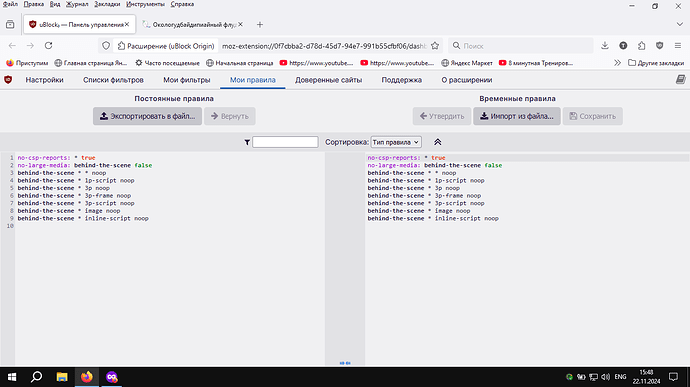 Файл Правка Вид Журнал Закладки Инструменты Справка
uBlock₀ — Панель управления
Окологудбайдипиайный флу
Расширение (uBlock Origin) moz-extension://0f7cbba2-d78d-45d7-94e7-991b55cfbf06/dashb
Поиск
Приступим Главная страница Ян... Часто посещаемые Начальная страница https://www.youtube.... https://www.youtube.... Яндекс Маркет 8 минутная Трениров... Другие закладки
Настройки Списки фильтров Мои фильтры Мои правила Доверенные сайты Поддержка О расширении
Постоянные правила Временные правила
Экспортировать в файл... Вернуть Утвердить Импорт из файла... Сохранить
Сортировка: Тип правила
1 no-csp-reports: * true
2 no-large-media: behind-the-scene false
3 behind-the-scene * * noop
4 behind-the-scene * 1p-script noop
5 behind-the-scene * 3p noop
6 behind-the-scene * 3p-frame noop
7 behind-the-scene * 3p-script noop
8 behind-the-scene * image noop
9 behind-the-scene * inline-script noop
10
no-csp-reports: * true
no-large-media: behind-the-scene false
behind-the-scene * * noop
behind-the-scene * 1p-script noop
behind-the-scene * 3p noop
behind-the-scene * 3p-frame noop
behind-the-scene * 3p-script noop
behind-the-scene * image noop
behind-the-scene * inline-script noop
ENG
15:48
22.11.2024